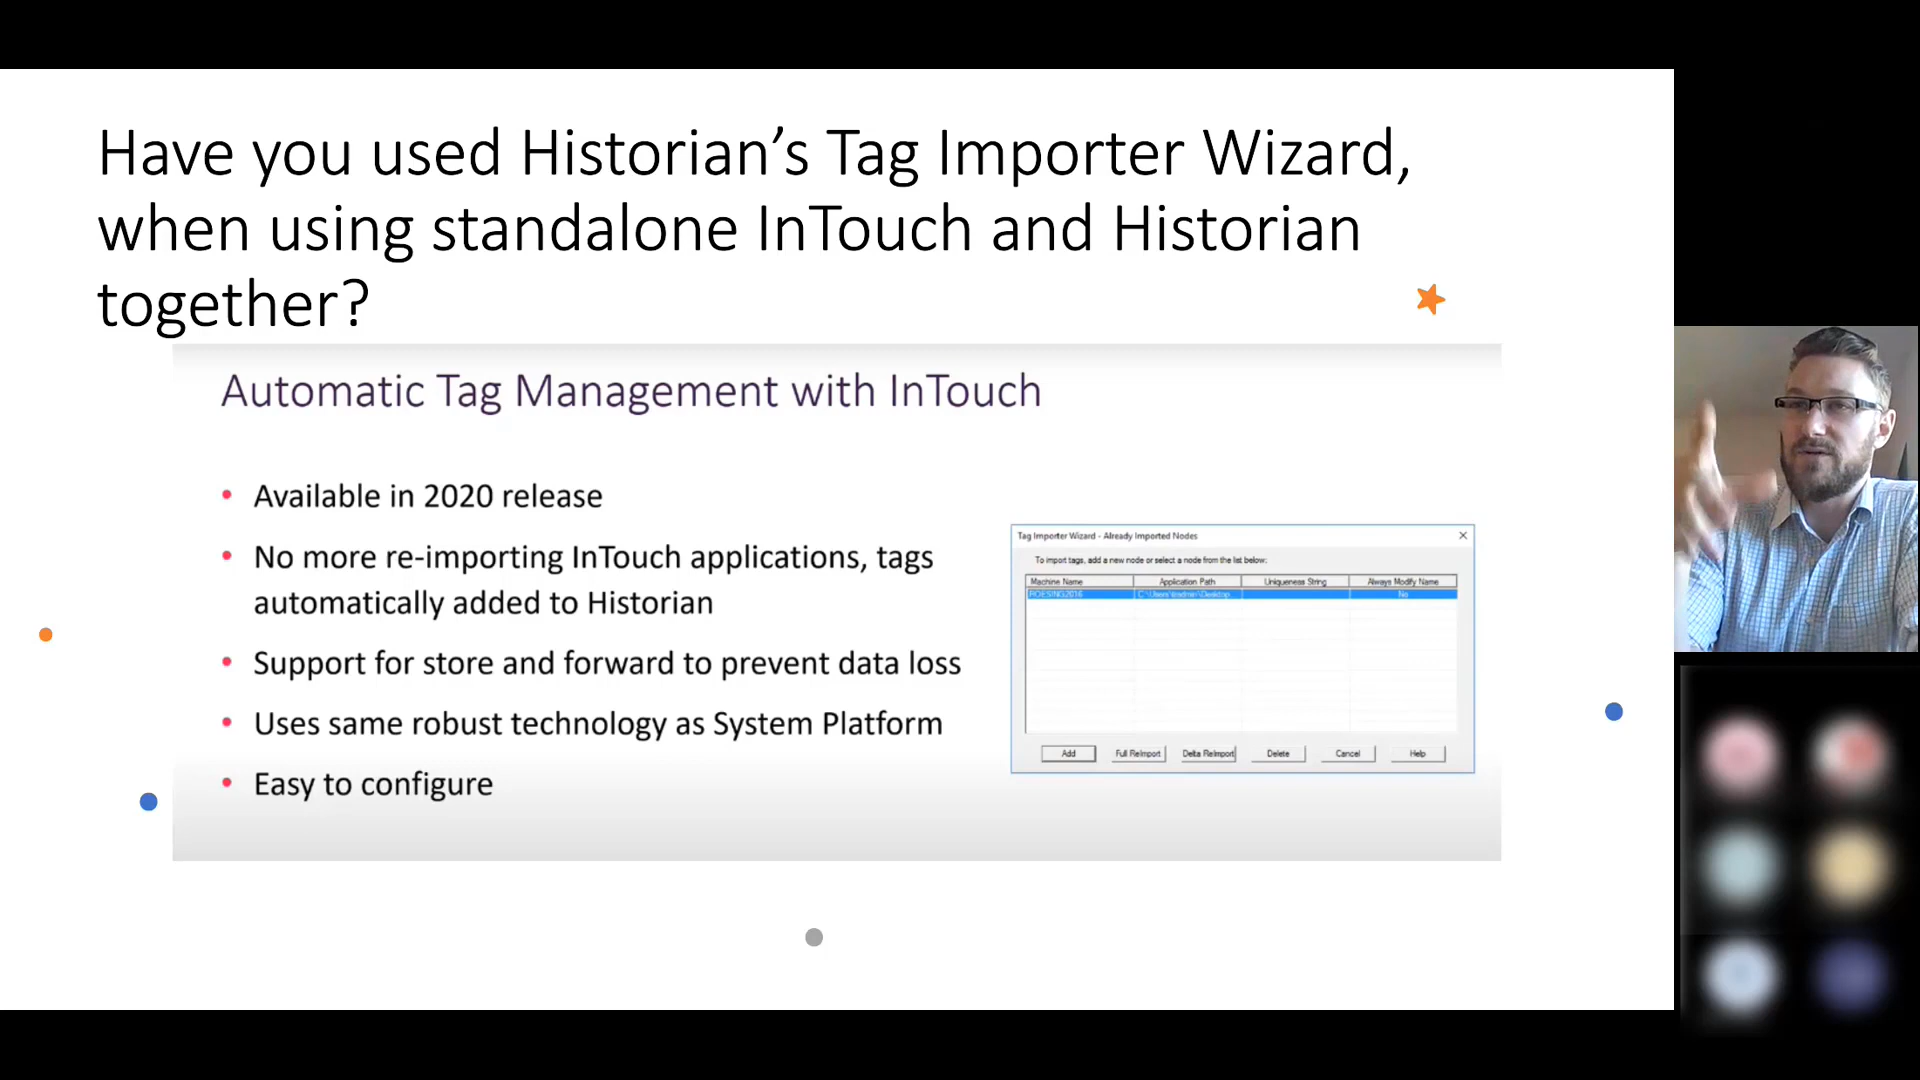 Have you used Historian’s Tag Importer Wizard,
when using standalone InTouch and Historian
together?
Automatic Tag Management with InTouch
• Available in 2020 release
• No more re-importing InTouch applications, tags
automatically added to Historian
• Support for store and forward to prevent data loss
• Uses same robust technology as System Platform
• Easy to configure
Tag Importer Wizard - Already Imported Nodes
To import tags, add a new node or select a node from the list below:
Machine Name Application Path Uniqueness String Always Modify Name
ROESING2016 No
Add Full ReImport Delta ReImport Delete Cancel Help